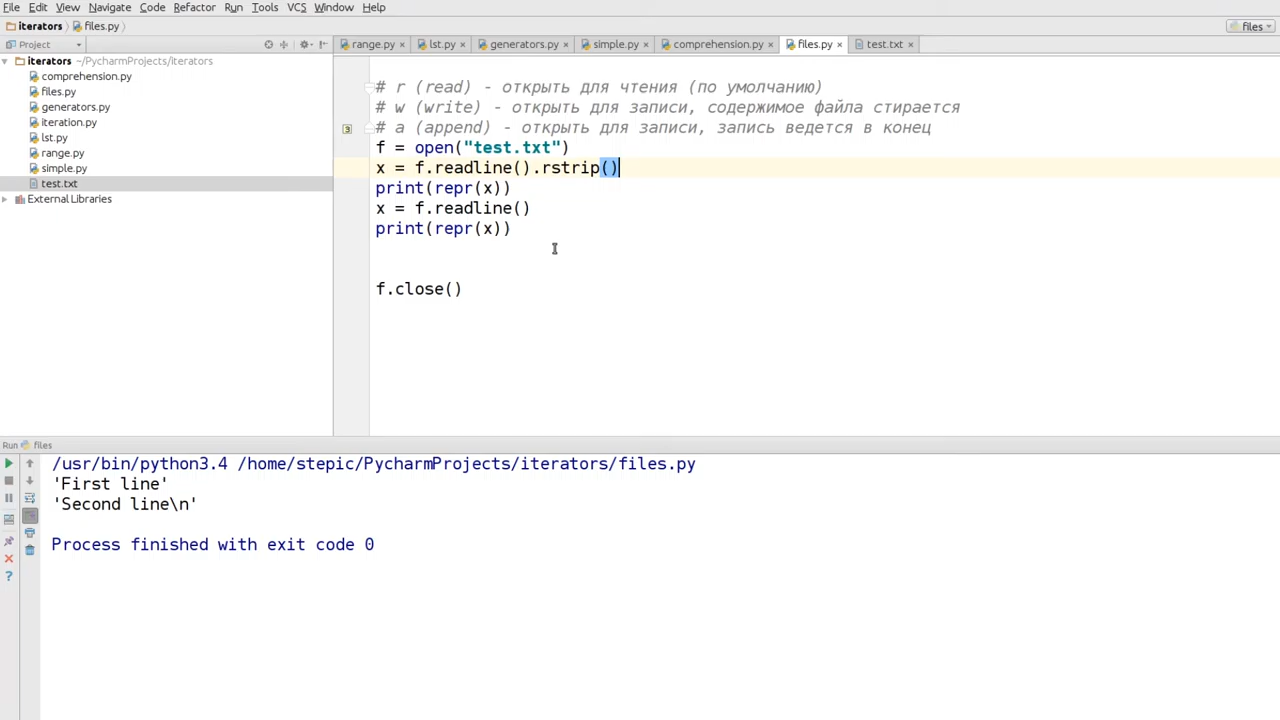 File Edit View Navigate Code Refactor Run Tools VCS Window Help
iterators files.py files
Project range.py lst.py generators.py simple.py comprehension.py files.py test.txt
iterators ~/PycharmProjects/iterators
comprehension.py
files.py
generators.py
iteration.py
lst.py
range.py
simple.py
test.txt
External Libraries
# r (read) - открыть для чтения (по умолчанию)
# w (write) - открыть для записи, содержимое файла стирается
# a (append) - открыть для записи, запись ведется в конец
f = open("test.txt")
x = f.readline().rstrip()
print(repr(x))
x = f.readline()
print(repr(x))
f.close()
Run files
/usr/bin/python3.4 /home/stepic/PycharmProjects/iterators/files.py
'First line'
'Second line\n'
Process finished with exit code 0